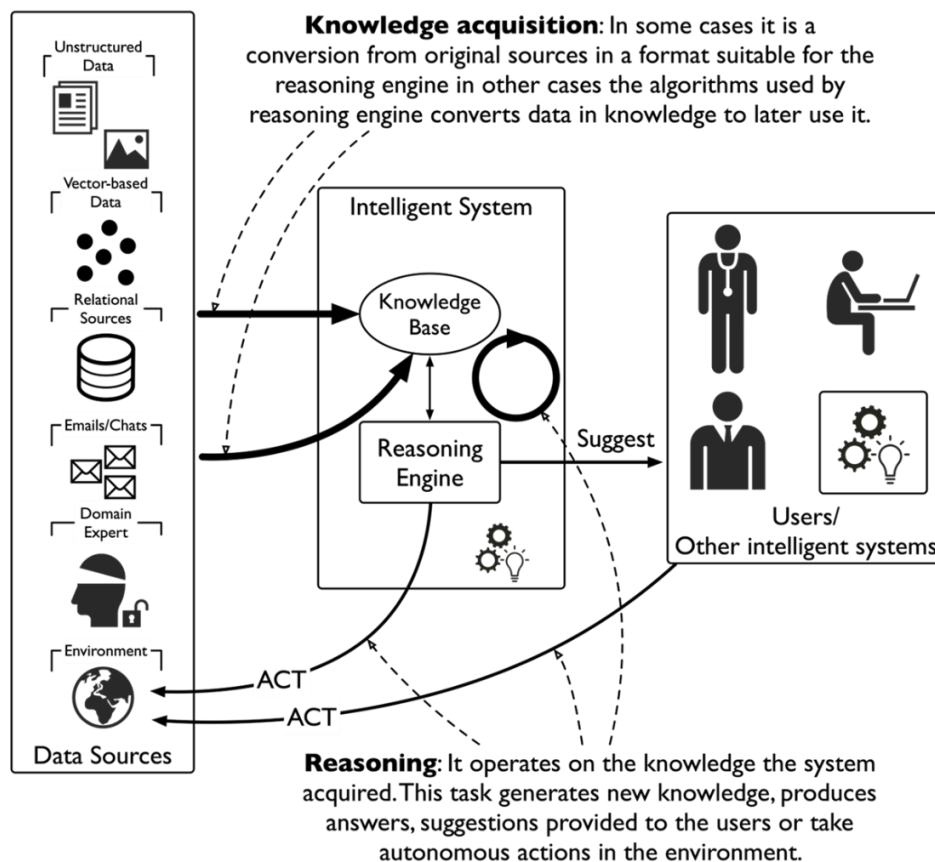 Knowledge acquisition: In some cases it is a
conversion from original sources in a format suitable for the
reasoning engine in other cases the algorithms used by
reasoning engine converts data in knowledge to later use it.
Unstructured
Data
Vector-based
Data
Relational
Sources
Emails/Chats
Domain
Expert
Environment
Data Sources
Intelligent System
Knowledge
Base
Reasoning
Engine
Suggest
Users/
Other intelligent systems
ACT
ACT
Reasoning: It operates on the knowledge the system
acquired. This task generates new knowledge, produces
answers, suggestions provided to the users or take
autonomous actions in the environment.